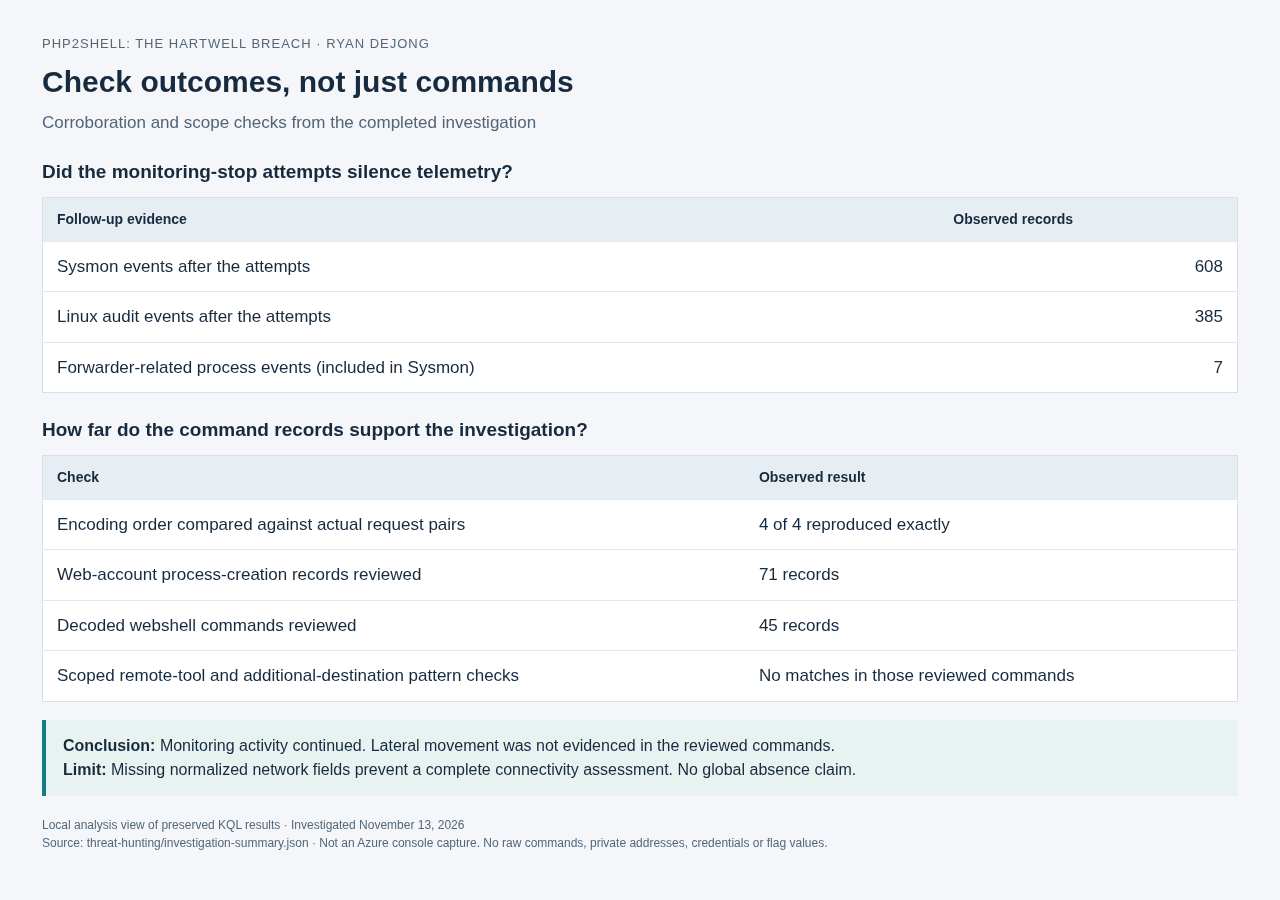 PHP2SHELL: THE HARTWELL BREACH · RYAN DEJONG
Check outcomes, not just commands
Corroboration and scope checks from the completed investigation
Did the monitoring-stop attempts silence telemetry?
Follow-up evidence Observed records
Sysmon events after the attempts 608
Linux audit events after the attempts 385
Forwarder-related process events (included in Sysmon) 7
How far do the command records support the investigation?
Check Observed result
Encoding order compared against actual request pairs 4 of 4 reproduced exactly
Web-account process-creation records reviewed 71 records
Decoded webshell commands reviewed 45 records
Scoped remote-tool and additional-destination pattern checks No matches in those reviewed commands
Conclusion: Monitoring activity continued. Lateral movement was not evidenced in the reviewed commands.
Limit: Missing normalized network fields prevent a complete connectivity assessment. No global absence claim.
Local analysis view of preserved KQL results · Investigated November 13, 2026
Source: threat-hunting/investigation-summary.json · Not an Azure console capture. No raw commands, private addresses, credentials or flag values.